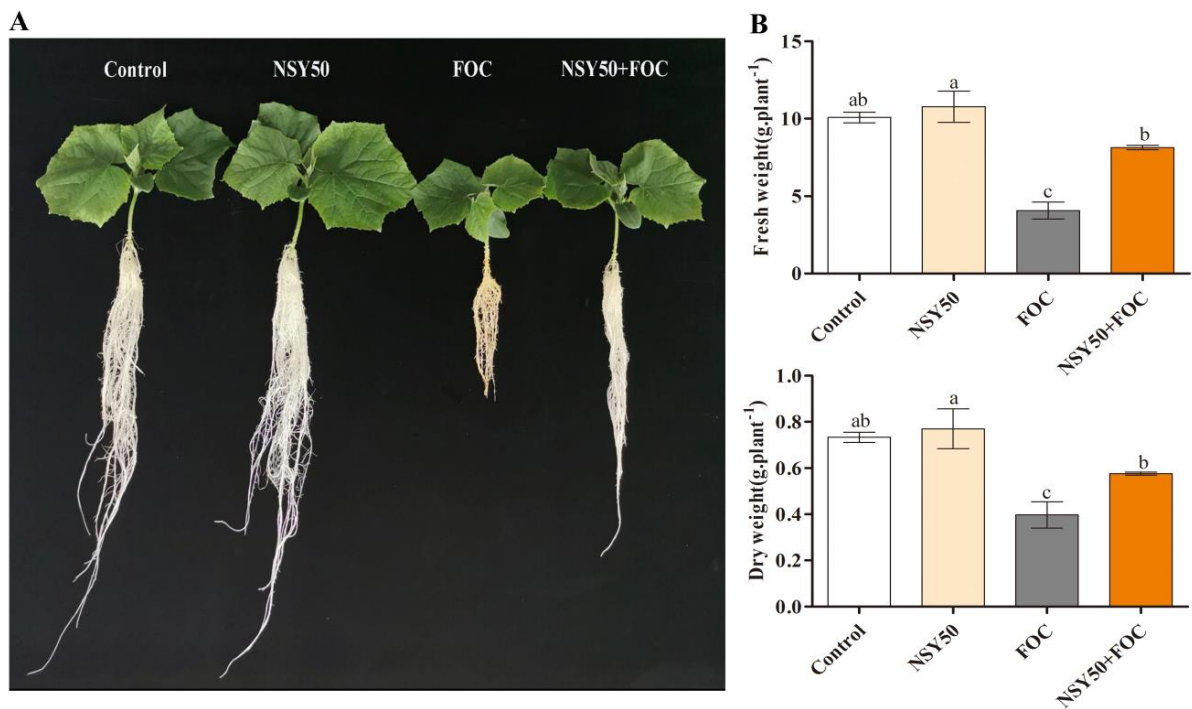 A
Control NSY50 FOC NSY50+FOC
B
Fresh weight(g.plant-1)
15
10
5
0
ab
a
c
b
Control
NSY50
FOC
NSY50+FOC
Dry weight(g.plant-1)
1.0
0.8
0.6
0.4
0.2
0.0
ab
a
c
b
Control
NSY50
FOC
NSY50+FOC